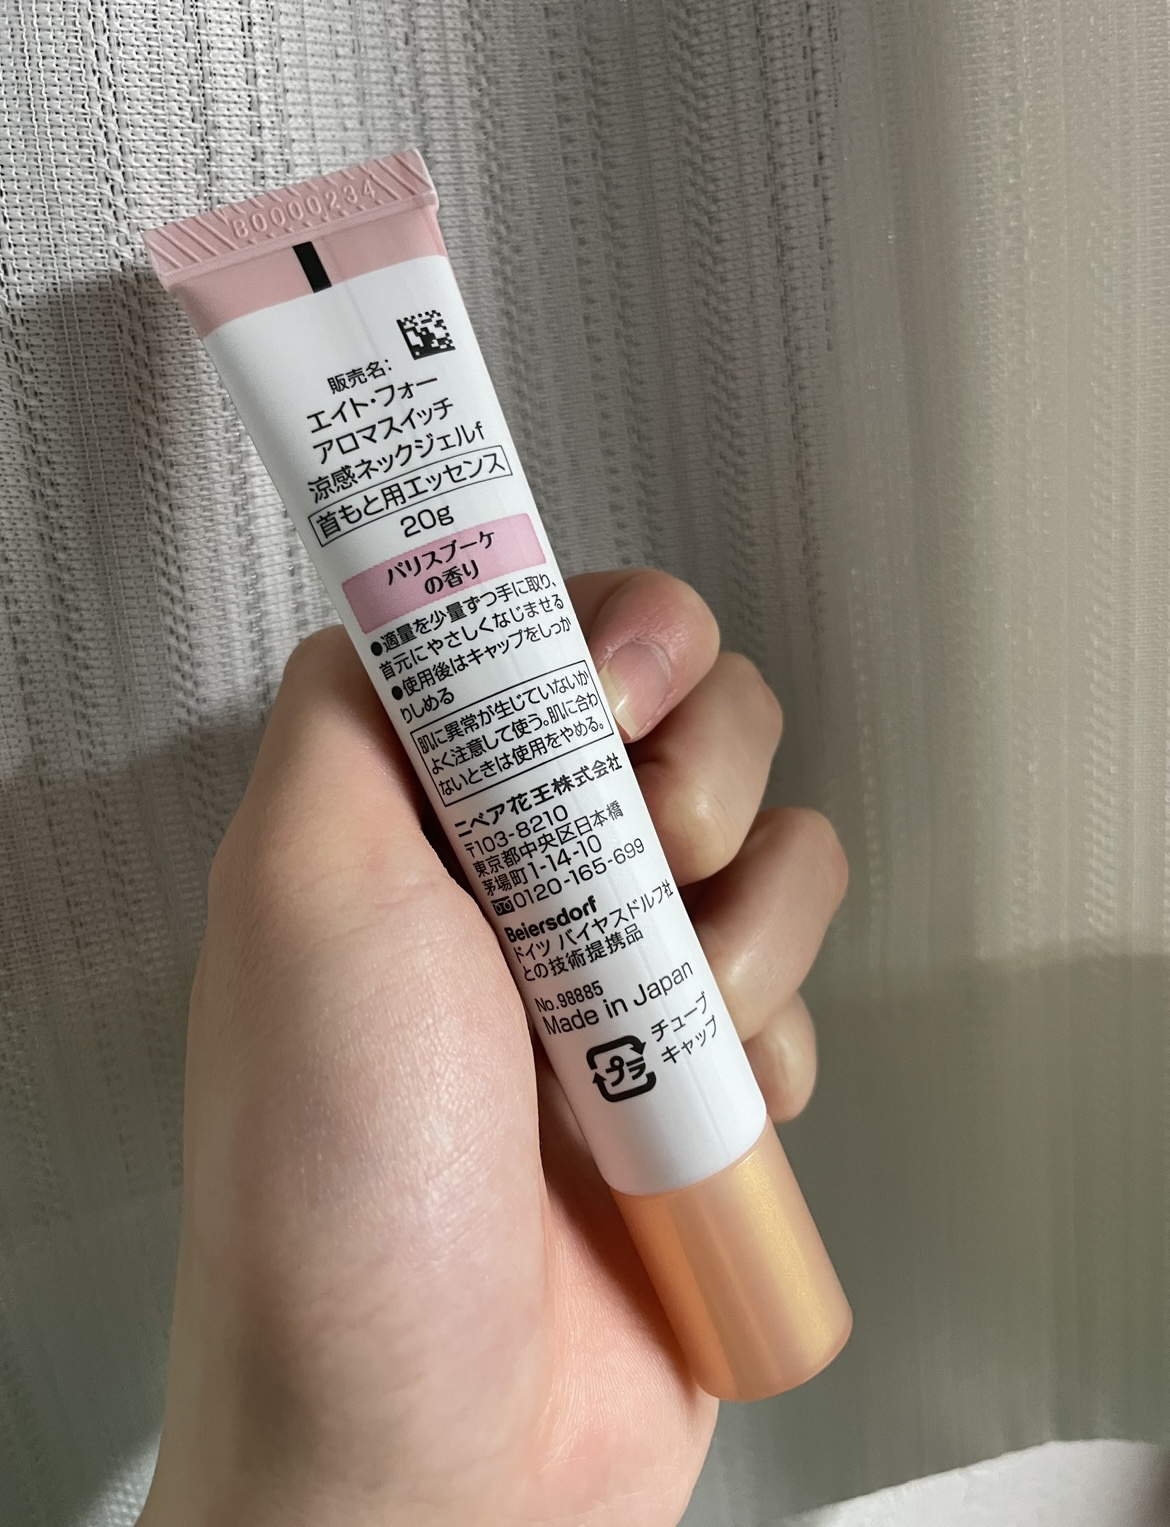 B0000234
販売名:
エイト・フォー
アロマスイッチ
涼感ネックジェルf
首もと用エッセンス
20g
パリスブーケ
の香り
●適量を少量ずつ手に取り、
首元にやさしくなじませる
●使用後はキャップをしっか
りしめる
肌に異常が生じていないか
よく注意して使う。肌に合わ
ないときは使用をやめる。
ニベア花王株式会社
〒103-8210
東京都中央区日本橋
茅場町1-14-10
0120-165-699
Beiersdorf
ドイツ バイヤスドルフ社
との技術提携品
No.98885
Made in Japan
チューブ
キャップ
プラ